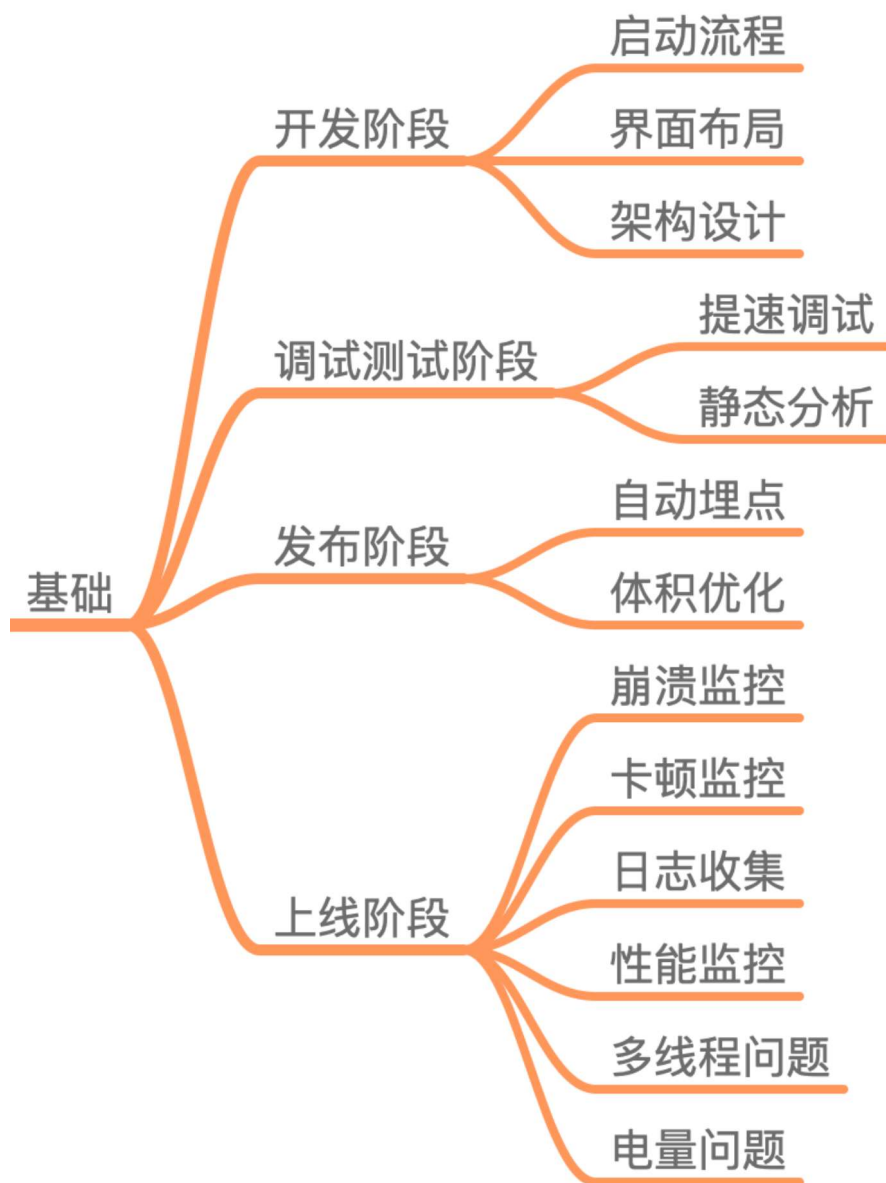 启动流程
开发阶段
界面布局
架构设计
提速调试
调试测试阶段
静态分析
自动埋点
发布阶段
体积优化
基础
崩溃监控
卡顿监控
日志收集
上线阶段
性能监控
多线程问题
电量问题